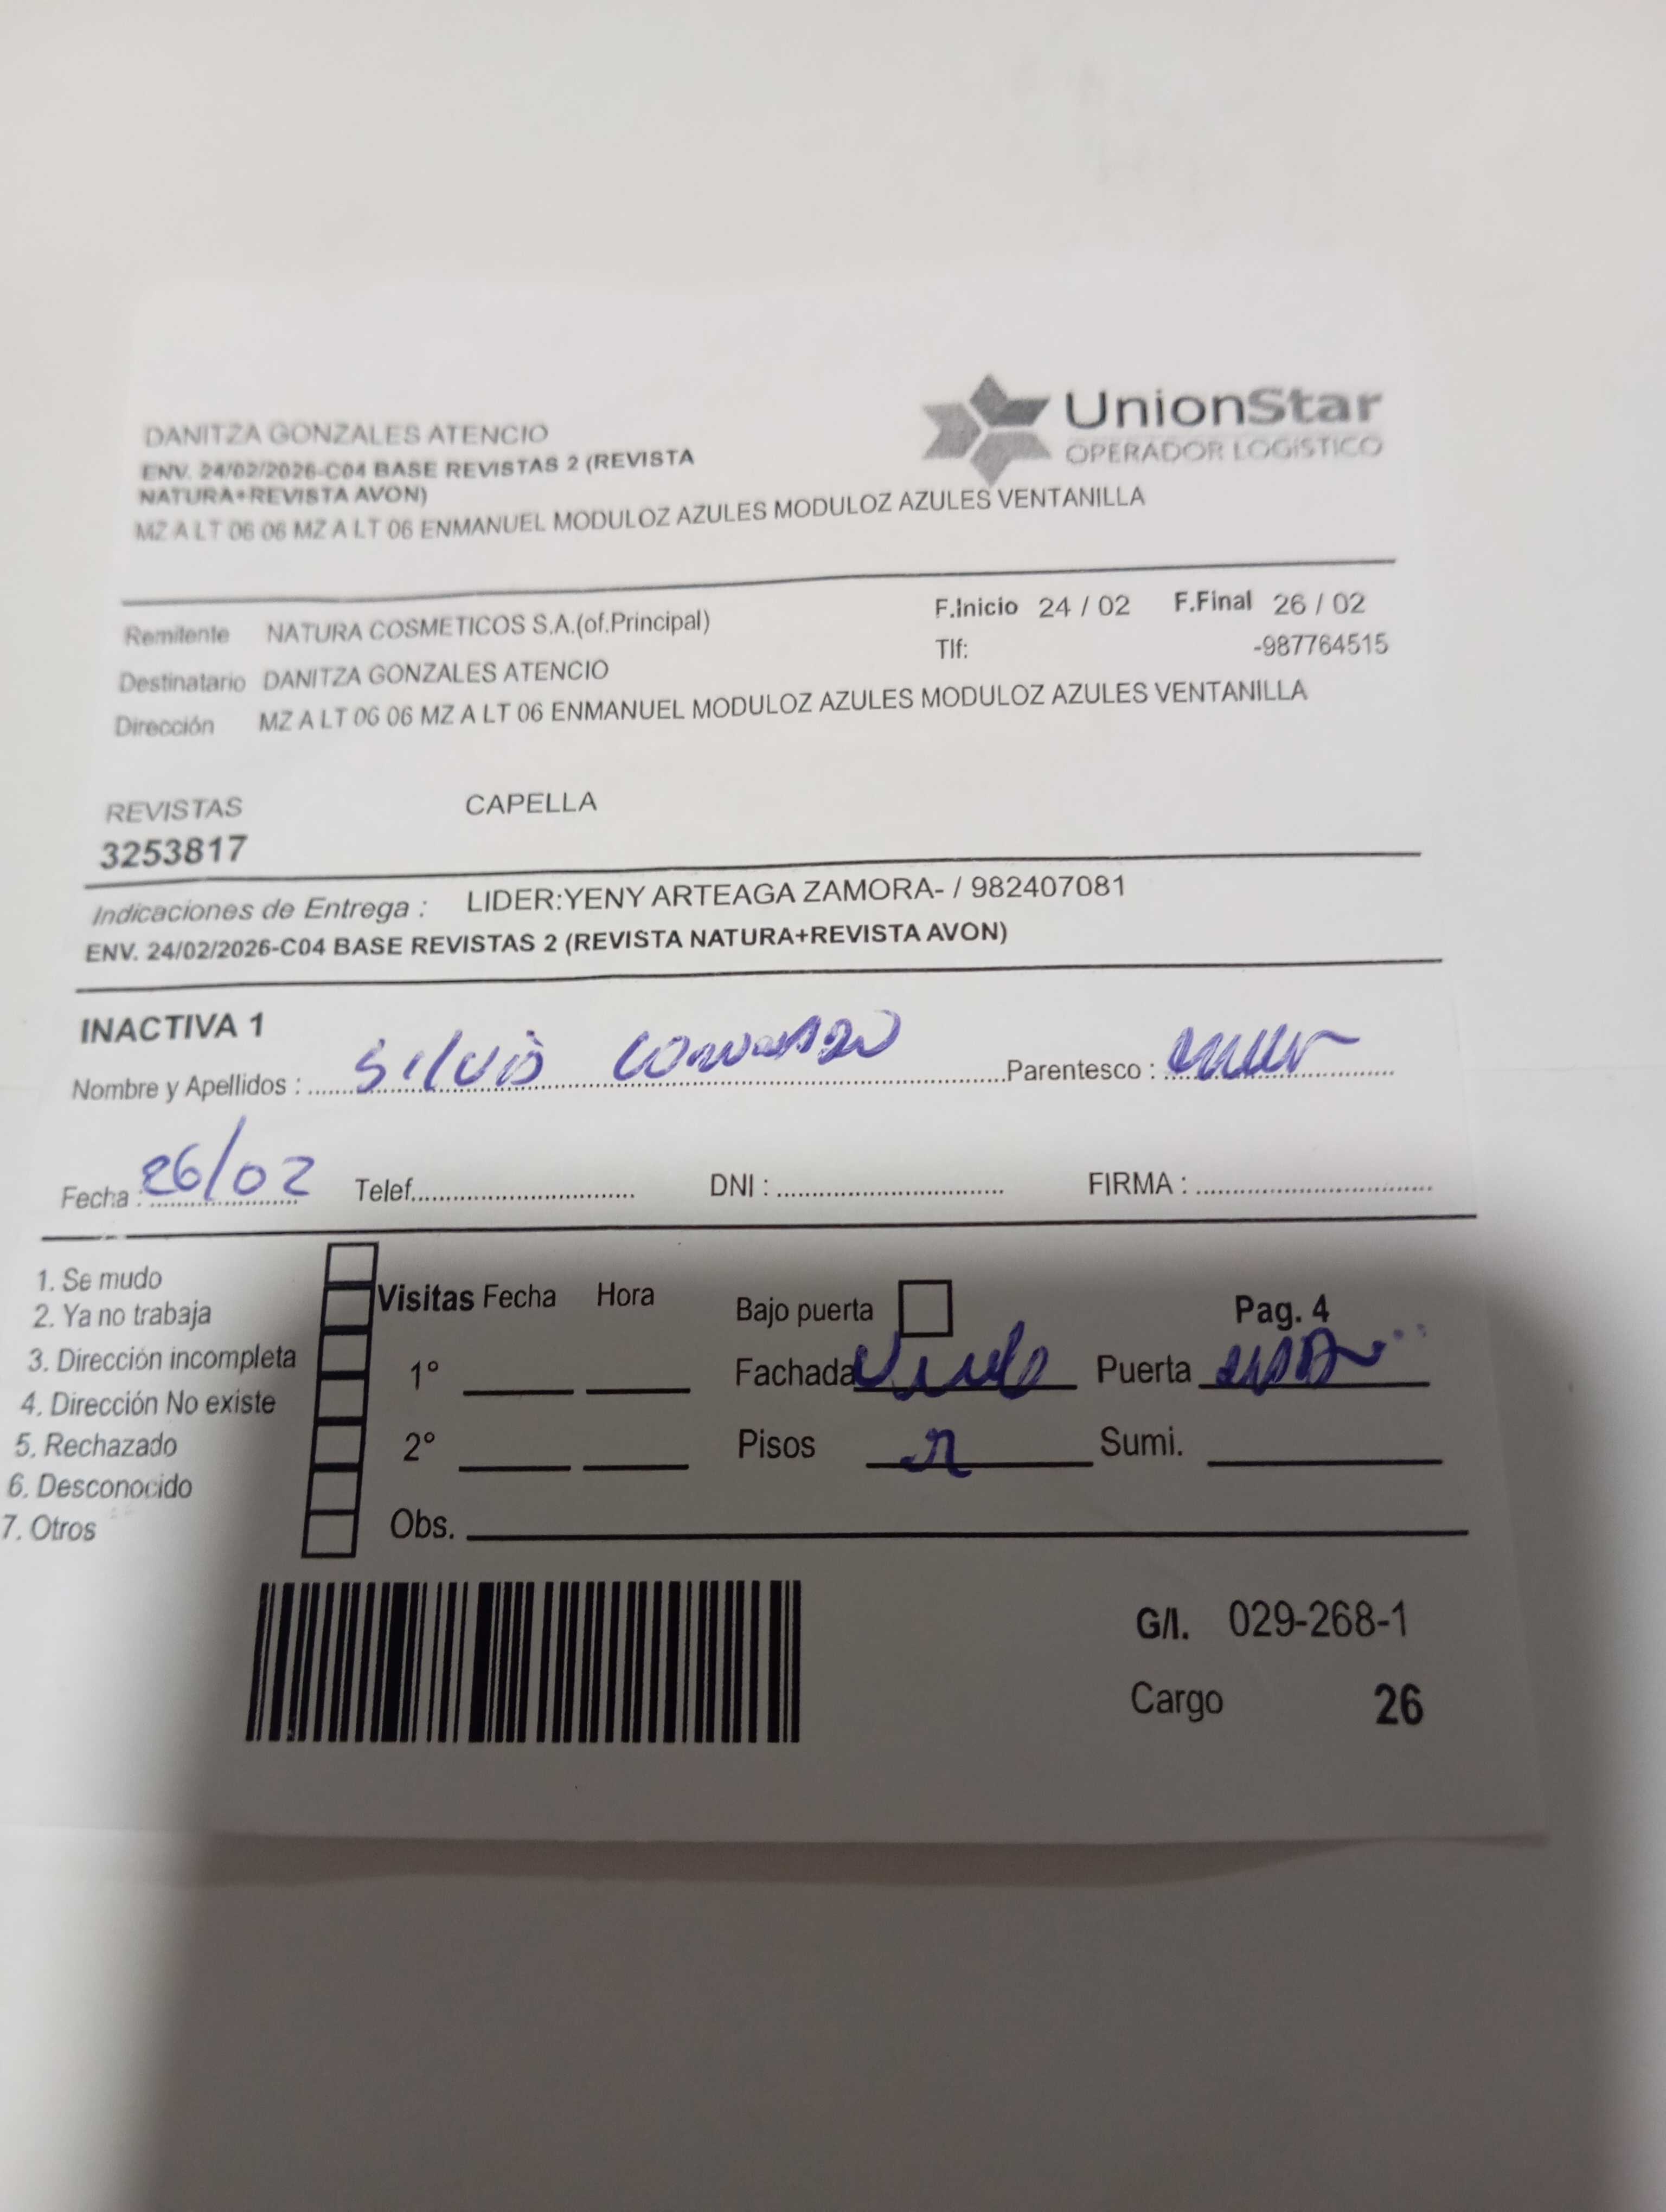 UnionStar
OPERADOR LOGÍSTICO
DANITZA GONZALES ATENCIO
ENV. 24/02/2026-C04 BASE REVISTAS 2 (REVISTA
NATURA+REVISTA AVON)
MZ A LT 06 06 MZ A LT 06 ENMANUEL MODULOZ AZULES MODULOZ AZULES VENTANILLA
Remitente NATURA COSMETICOS S.A.(of.Principal) F.Inicio 24 / 02 F.Final 26 / 02
Tlf: -987764515
Destinatario DANITZA GONZALES ATENCIO
Dirección MZ A LT 06 06 MZ A LT 06 ENMANUEL MODULOZ AZULES MODULOZ AZULES VENTANILLA
REVISTAS CAPELLA
3253817
Indicaciones de Entrega : LIDER:YENY ARTEAGA ZAMORA- / 982407081
ENV. 24/02/2026-C04 BASE REVISTAS 2 (REVISTA NATURA+REVISTA AVON)
INACTIVA 1
Nombre y Apellidos : Parentesco :
Fecha : 26/02 Telef. DNI : FIRMA :
1. Se mudo
2. Ya no trabaja
3. Dirección incompleta
4. Dirección No existe
5. Rechazado
6. Desconocido
7. Otros
Visitas Fecha Hora
1°
2°
Obs.
Bajo puerta Pag. 4
Fachada Puerta
Pisos Sumi.
G/I. 029-268-1
Cargo 26